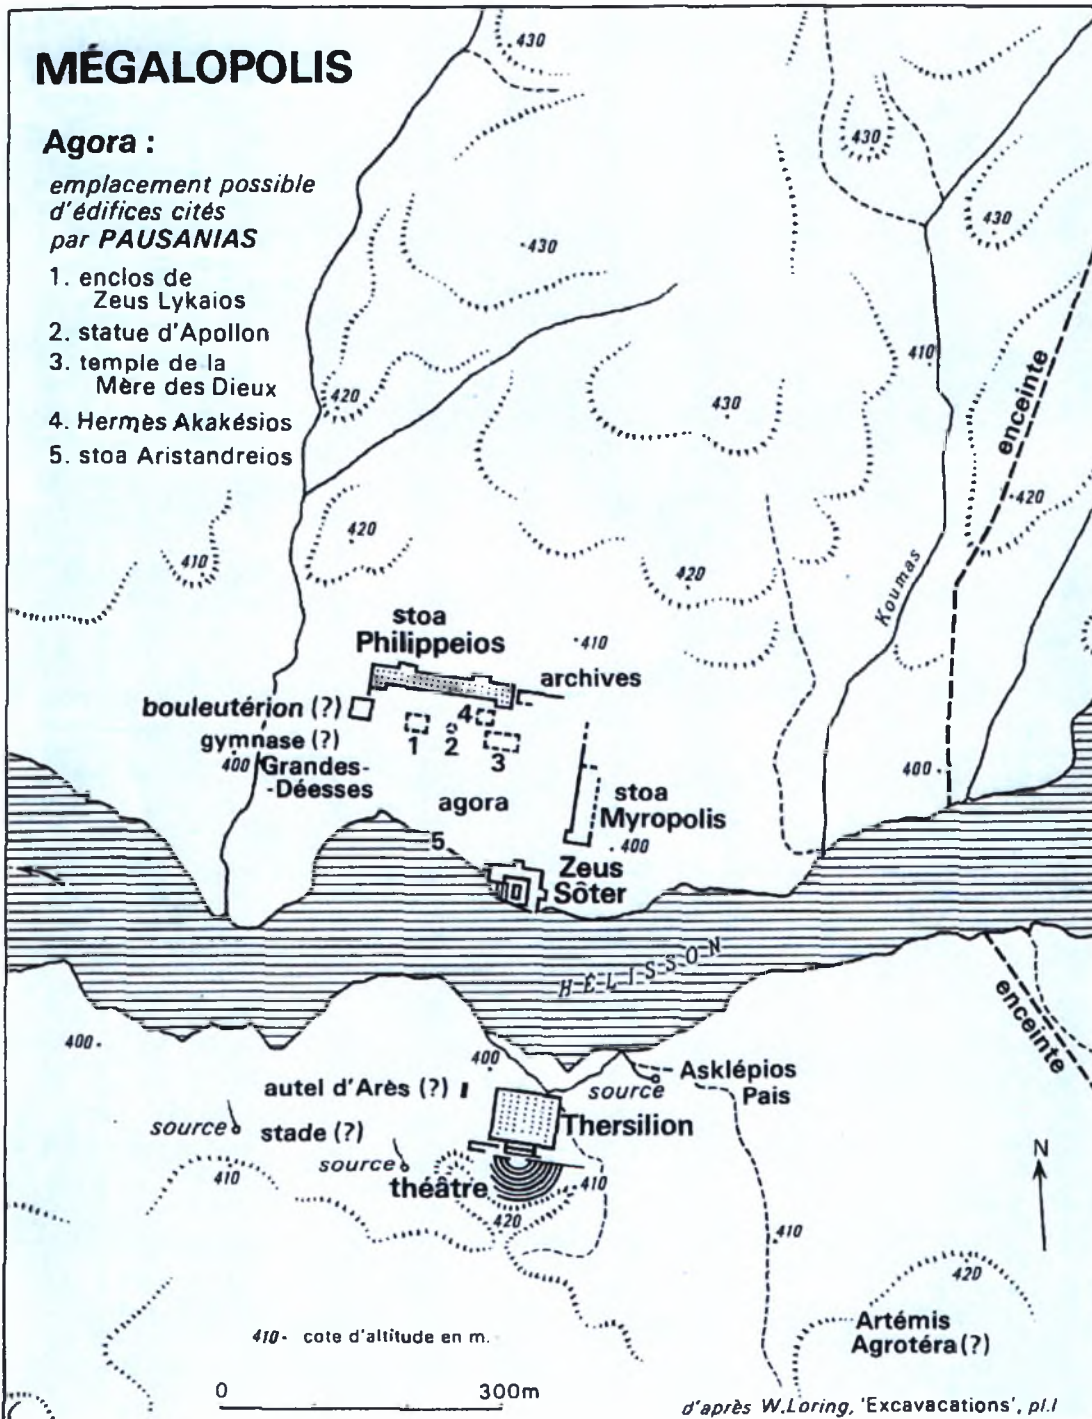 MÉGALOPOLIS
Agora :
emplacement possible
d'édifices cités
par PAUSANIAS
1. enclos de
Zeus Lykaios
2. statue d'Apollon
3. temple de la
Mère des Dieux
4. Hermès Akakésios
5. stoa Aristandreios
430
430
430
430
420
430
410
enceinte
420
420
410
420
Koumas
stoa
Philippeios
410
archives
bouleutérion (?)
4
1
2
3
gymnase (?)
400
Grandes-
-Déesses
400
agora
stoa
Myropolis
400
5
Zeus
Sôter
HÉLISSON
enceinte
400
400
Asklépios
Pais
source
autel d'Arès (?)
Thersilion
source
stade (?)
source
410
théâtre
410
420
410
N
420
Artémis
Agrotéra (?)
410- cote d'altitude en m.
0
300m
d'après W.Loring, 'Excavacations', pl.I